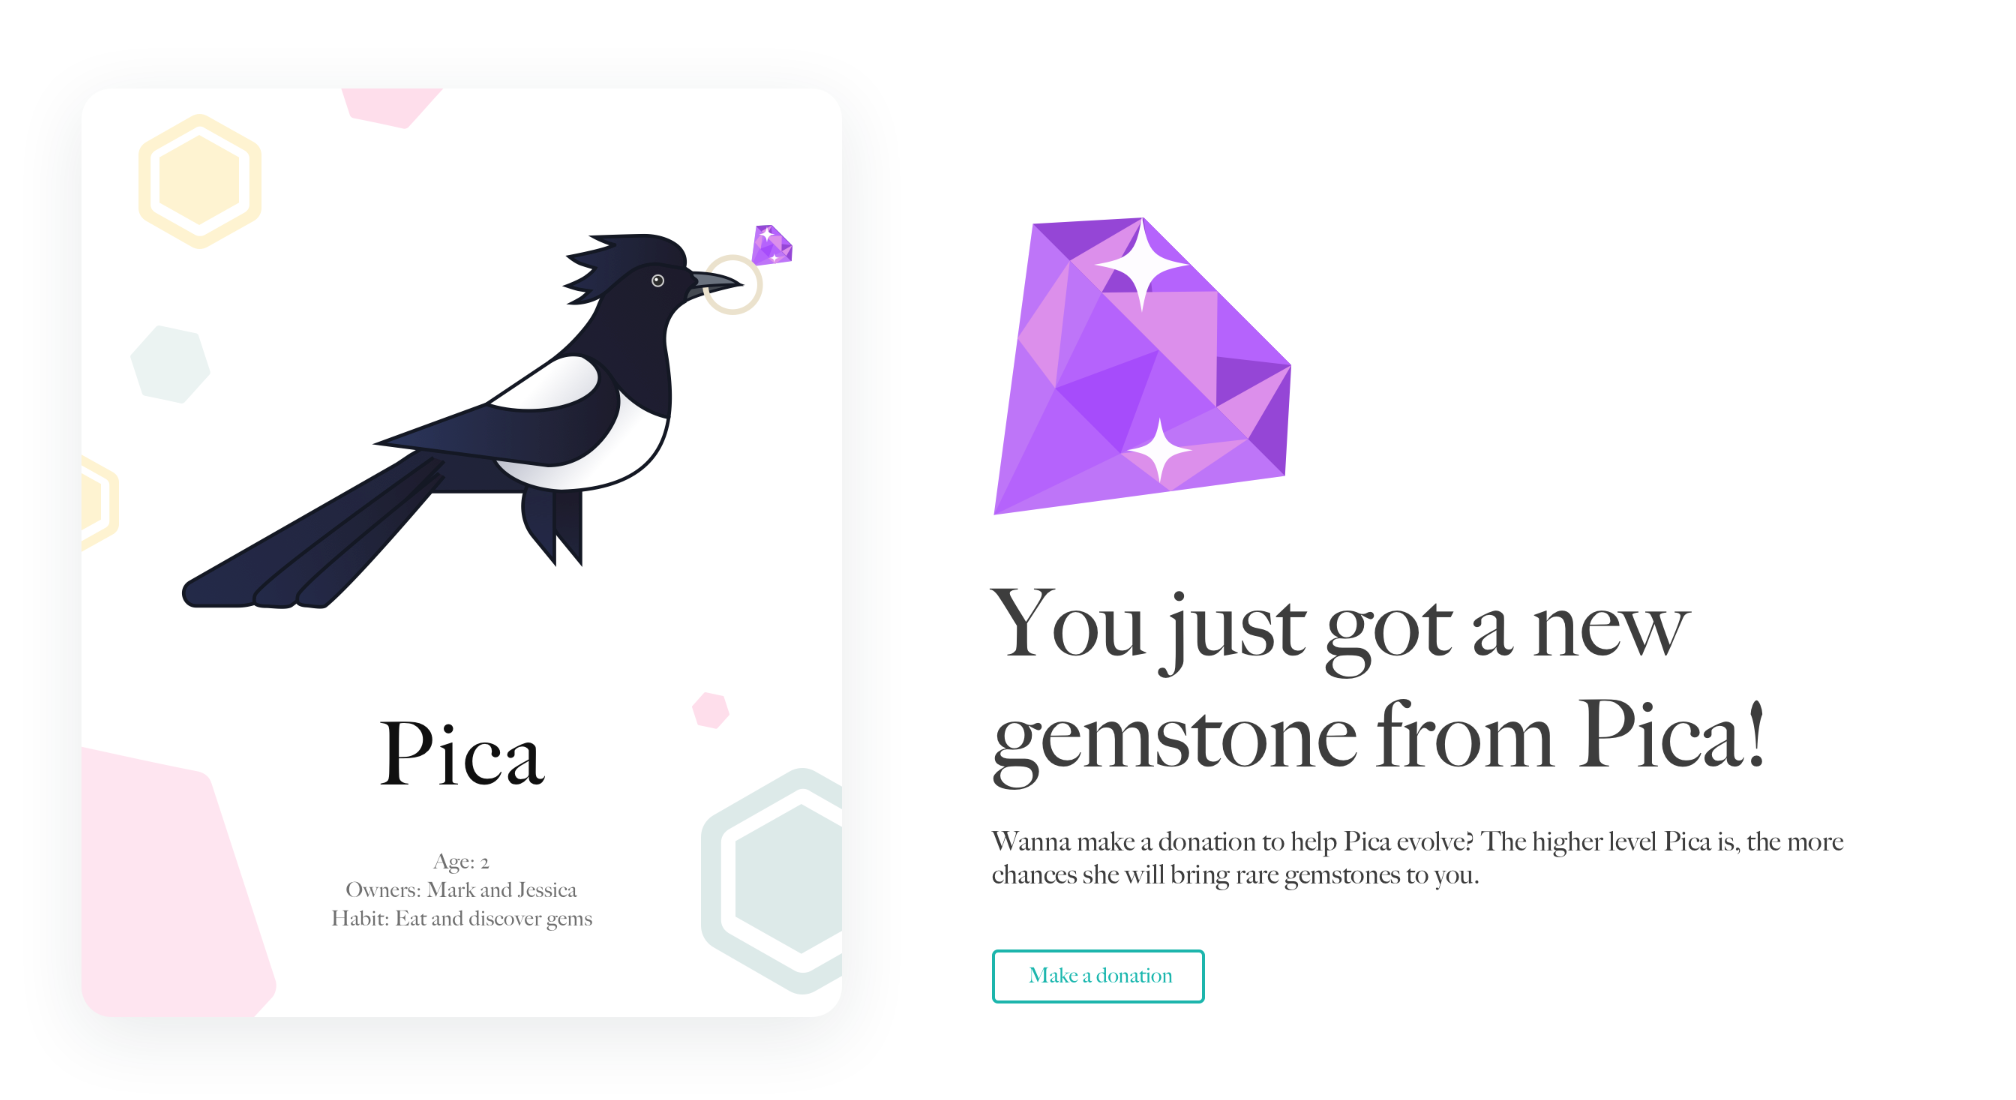 Pica
Age: 2
Owners: Mark and Jessica
Habit: Eat and discover gems
You just got a new
gemstone from Pica!
Wanna make a donation to help Pica evolve? The higher level Pica is, the more
chances she will bring rare gemstones to you.
Make a donation